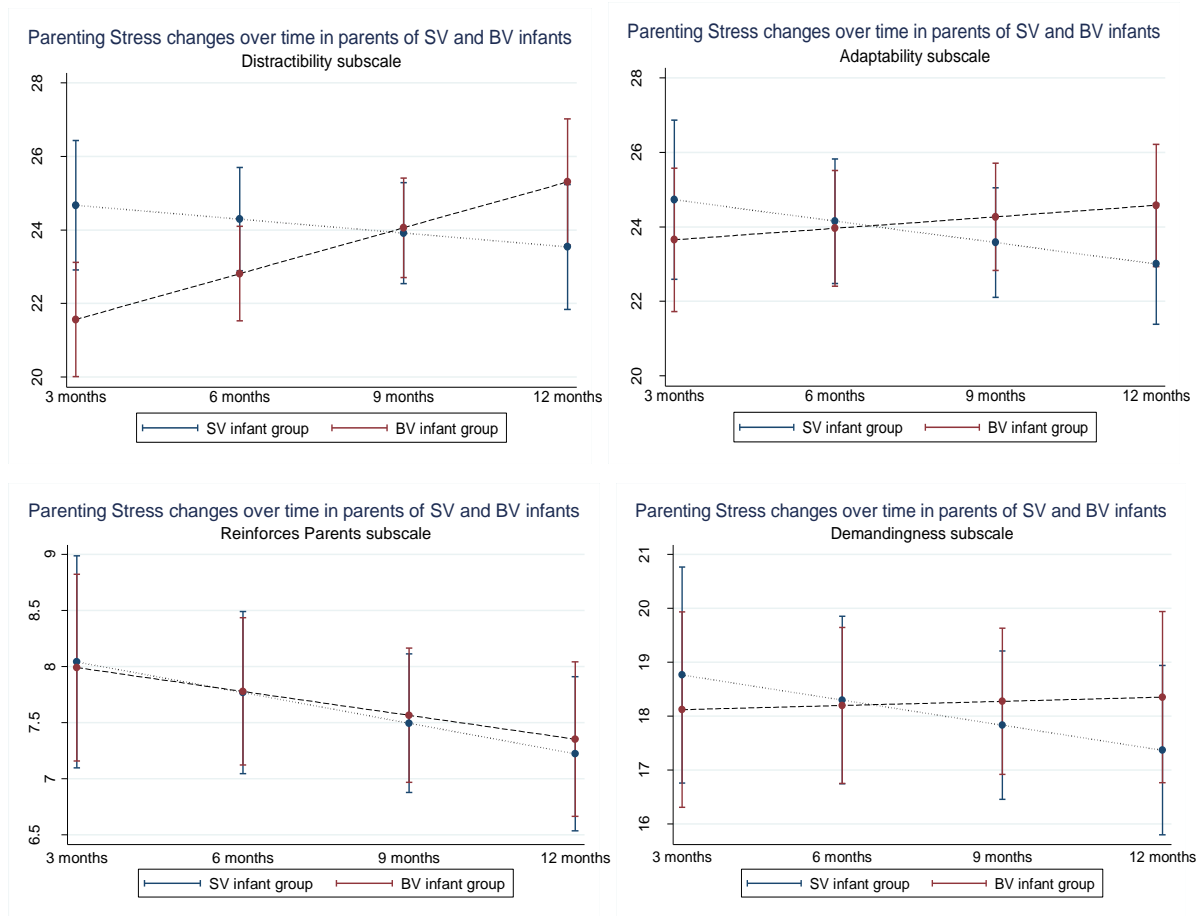 Parenting Stress changes over time in parents of SV and BV infants
Distractibility subscale
28
26
24
22
20
3 months 6 months 9 months 12 months
SV infant group BV infant group
Parenting Stress changes over time in parents of SV and BV infants
Adaptability subscale
28
26
24
22
20
3 months 6 months 9 months 12 months
SV infant group BV infant group
Parenting Stress changes over time in parents of SV and BV infants
Reinforces Parents subscale
9
8.5
8
7.5
7
6.5
3 months 6 months 9 months 12 months
SV infant group BV infant group
Parenting Stress changes over time in parents of SV and BV infants
Demandingness subscale
21
20
19
18
17
16
3 months 6 months 9 months 12 months
SV infant group BV infant group